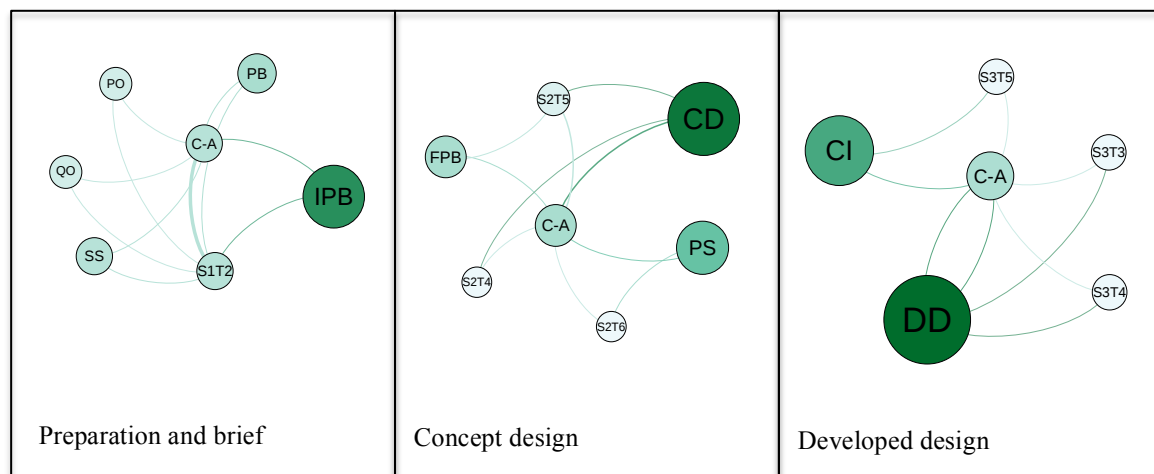 PO
PB
C-A
QO
IPB
SS
S1T2
Preparation and brief
S2T5
CD
FPB
C-A
PS
S2T4
S2T6
Concept design
S3T5
CI
S3T3
C-A
S3T4
DD
Developed design